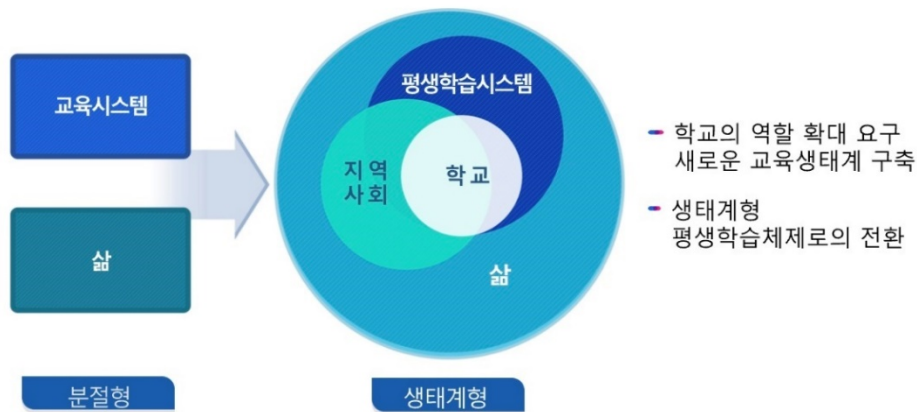 교육시스템
삶
분절형
평생학습시스템
지역
사회
학교
삶
생태계형
학교의 역할 확대 요구
새로운 교육생태계 구축
생태계형
평생학습체제로의 전환